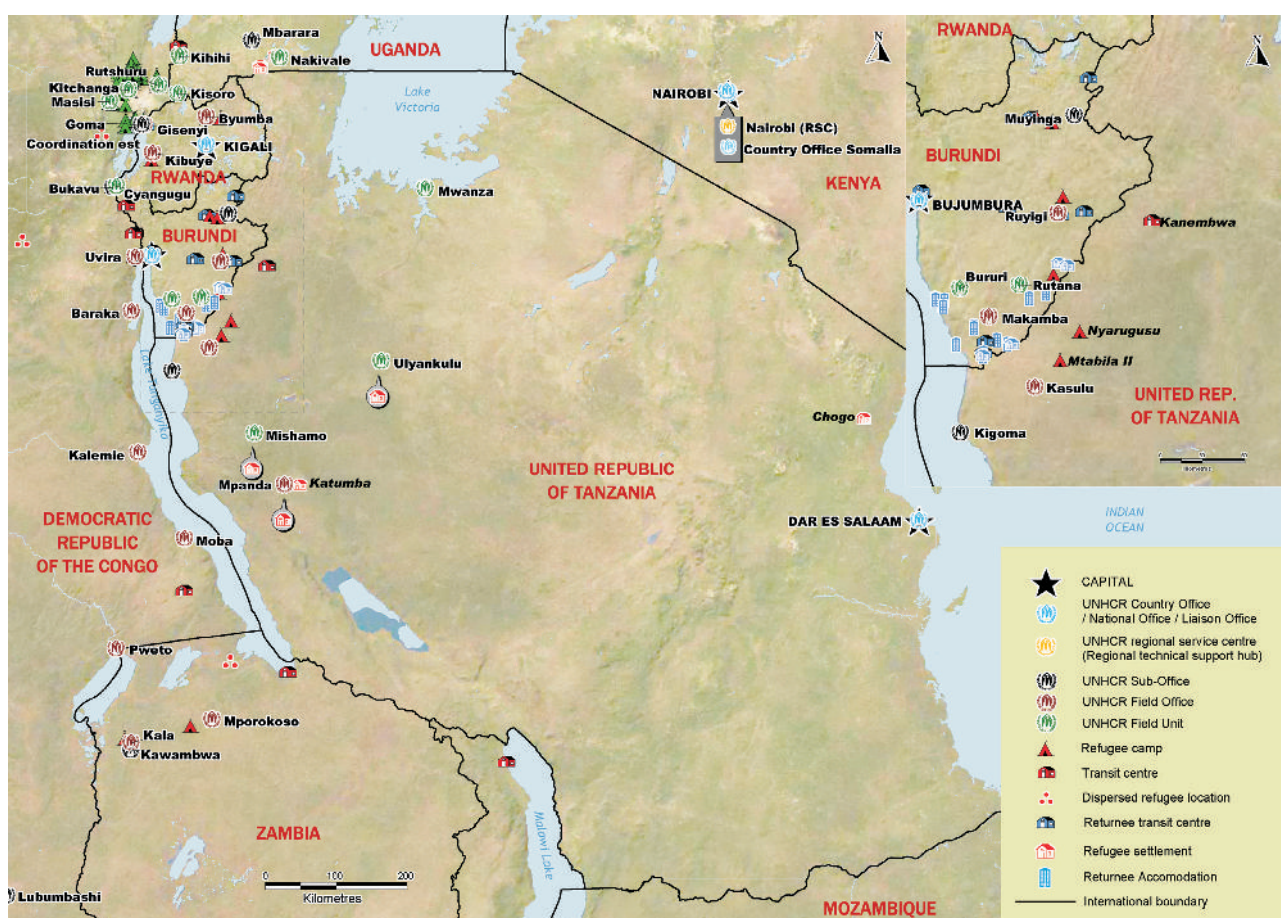 Mbarara
UGANDA
Kihihi
Nakivale
Rutshuru
Kitchanga
Masisi
Kisoro
Lake
Victoria
Goma
Byumba
Gisenyi
Coordination est
KIGALI
Kibuye
RWANDA
Bukavu
Cyangugu
Mwanza
BURUNDI
Uvira
Baraka
Lake Tanganyika
Ulyankulu
Mishamo
Kalemie
Mpanda
Katumba
UNITED REPUBLIC
OF TANZANIA
DEMOCRATIC
REPUBLIC
OF THE CONGO
Moba
Pweto
Mporokoso
Kala
Kawambwa
ZAMBIA
Malawi Lake
Lubumbashi
0 100 200
Kilometres
MOZAMBIQUE
N
NAIROBI
Nairobi (RSC)
Country Office Somalia
KENYA
Chogo
DAR ES SALAAM
INDIAN
OCEAN
RWANDA
N
Muyinga
BURUNDI
BUJUMBURA
Ruyigi
Kanembwa
Bururi
Rutana
Makamba
Nyarugusu
Mtabila II
Kasulu
UNITED REP.
OF TANZANIA
Kigoma
CAPITAL
UNHCR Country Office
/ National Office / Liaison Office
UNHCR regional service centre
(Regional technical support hub)
UNHCR Sub-Office
UNHCR Field Office
UNHCR Field Unit
Refugee camp
Transit centre
Dispersed refugee location
Returnee transit centre
Refugee settlement
Returnee Accomodation
International boundary